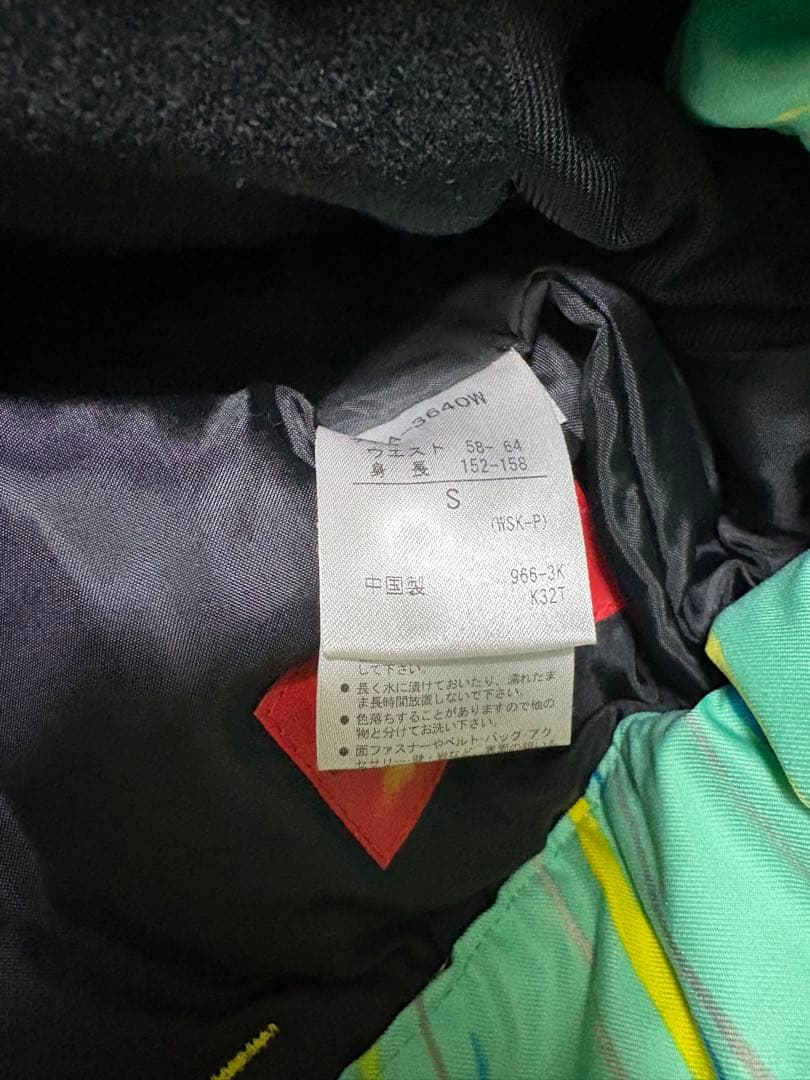 A-3640W
ウエスト 58- 64
身 長 152-158
S
(WSK-P)
966-3K
中国製
K32T
して下さい。
● 長く水に漬けておいたり、濡れたま
ま長時間放置しないで下さい。
● 色落ちすることがありますので他の
物と分けてお洗い下さい。
● 面ファスナーやベルト・バッグ・アク
セサリー